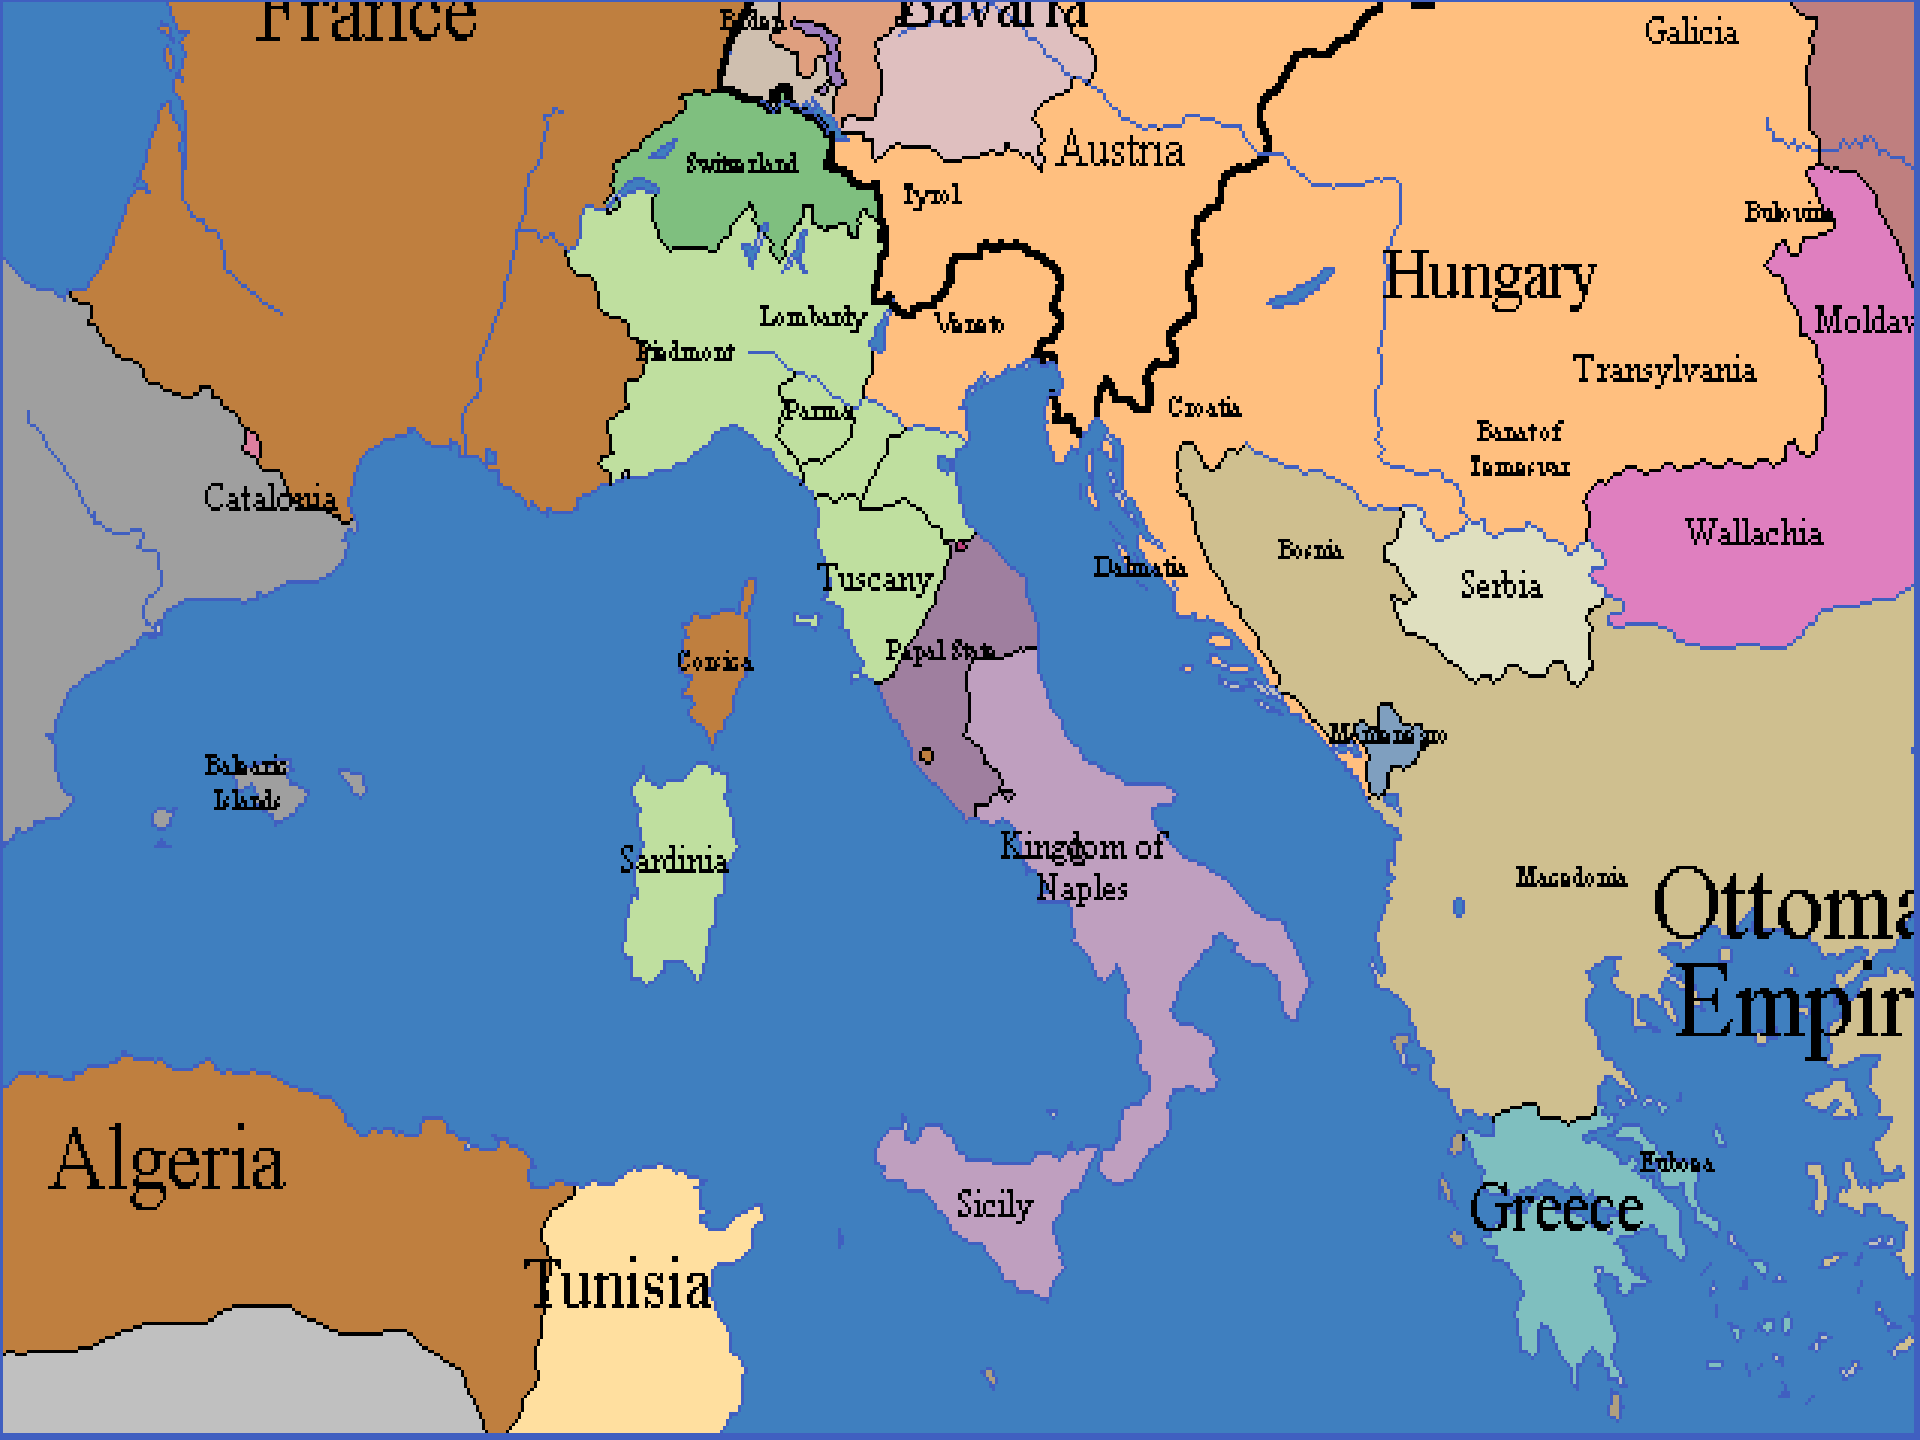 France
Baden
Bavaria
Galicia
Switzerland
Austria
Tyrol
Bukovina
Hungary
Lombardy
Veneto
Moldav
Piedmont
Transylvania
Parma
Croatia
Banat of
Temesvar
Catalonia
Wallachia
Bosnia
Dalmatia
Tuscany
Serbia
Papal State
Corsica
Montenegro
Balearic
Islands
Kingdom of
Naples
Sardinia
Macedonia
Ottoma
Empir
Algeria
Euboea
Sicily
Greece
Tunisia